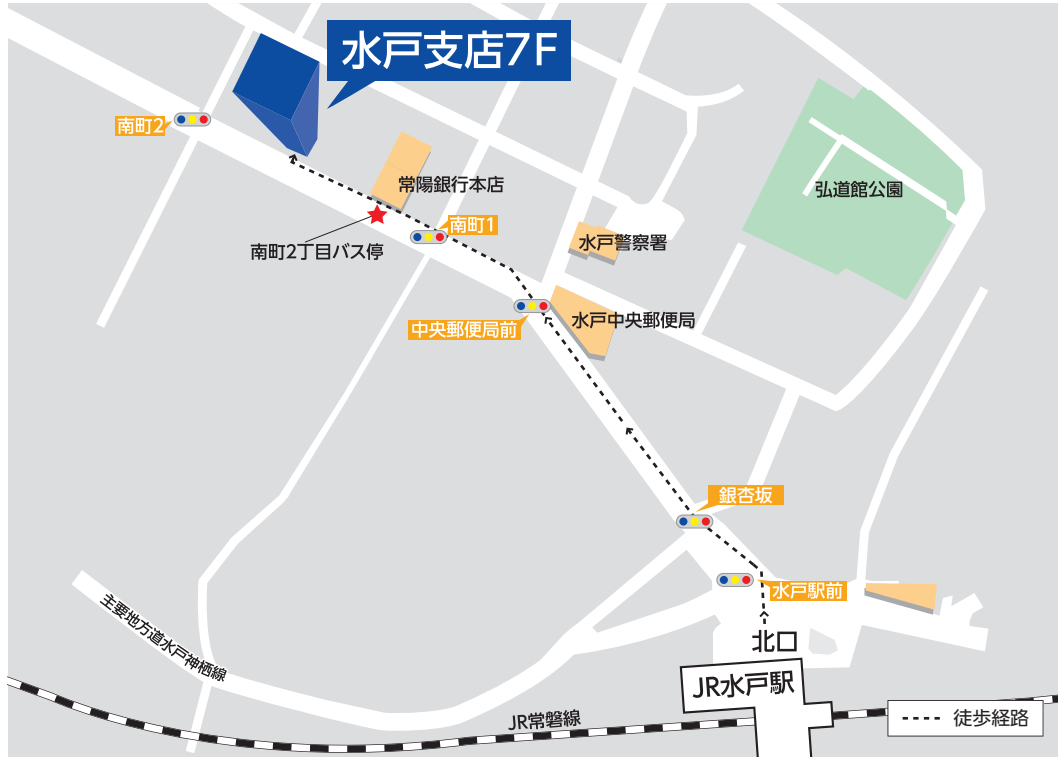 水戸支店7F
南町2
常陽銀行本店
弘道館公園
南町1
水戸警察署
南町2丁目バス停
水戸中央郵便局
中央郵便局前
銀杏坂
水戸駅前
主要地方道水戸神栖線
北口
JR水戸駅
JR常磐線
徒歩経路